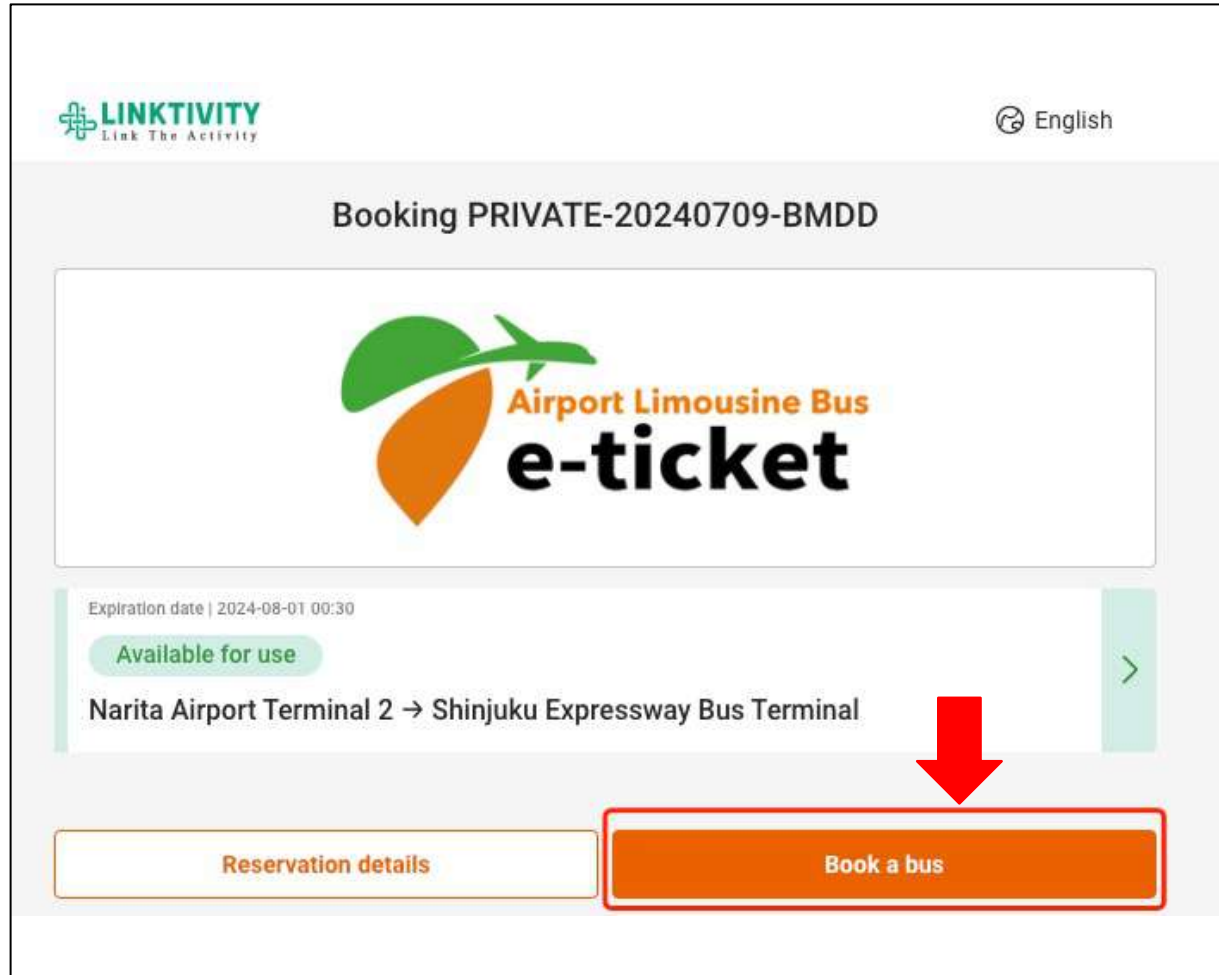 LINKTIVITY
Link The Activity
English
Booking PRIVATE-20240709-BMDD
Airport Limousine Bus
e-ticket
Expiration date | 2024-08-01 00:30
Available for use
Narita Airport Terminal 2 → Shinjuku Expressway Bus Terminal
Reservation details
Book a bus